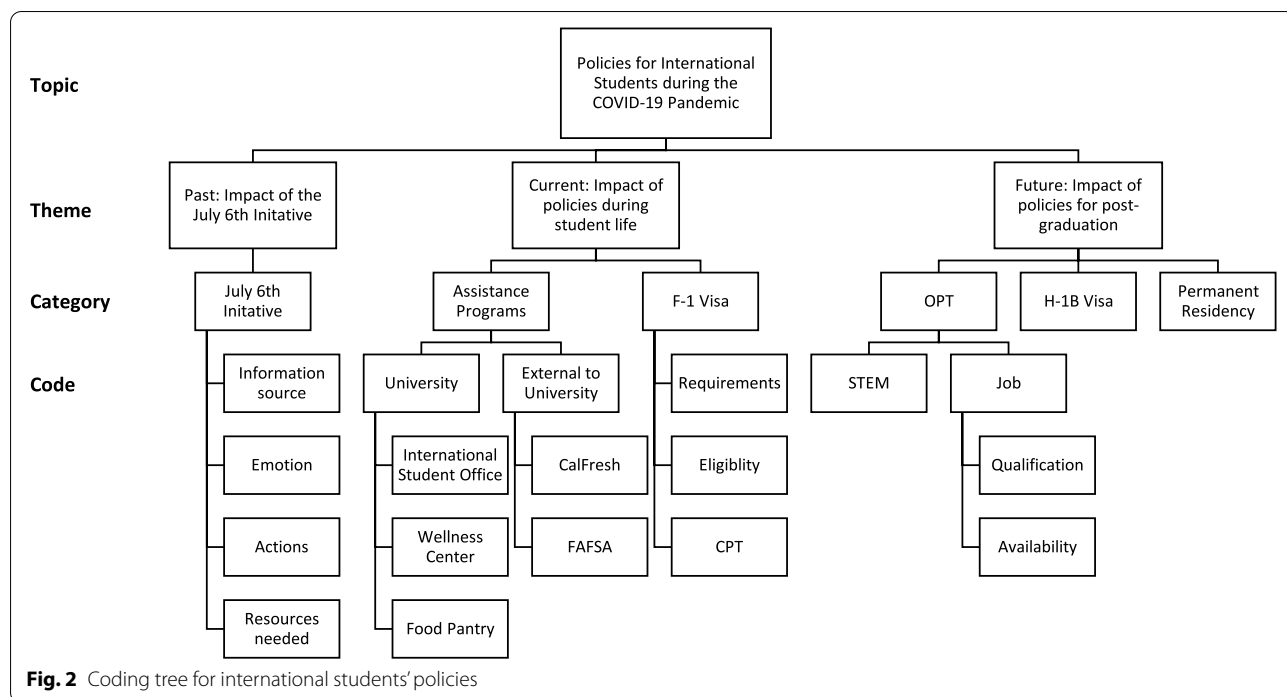 Topic
Policies for International
Students during the
COVID-19 Pandemic
Theme
Past: Impact of the
July 6th Initative
Current: Impact of
policies during
student life
Future: Impact of
policies for post-
graduation
Category
July 6th
Initative
Assistance
Programs
F-1 Visa
OPT
H-1B Visa
Permanent
Residency
Code
Information
source
University
External to
University
Requirements
STEM
Job
Emotion
International
Student Office
CalFresh
Eligiblity
Qualification
Actions
Wellness
Center
FAFSA
CPT
Availability
Resources
needed
Food Pantry
Fig. 2 Coding tree for international students' policies